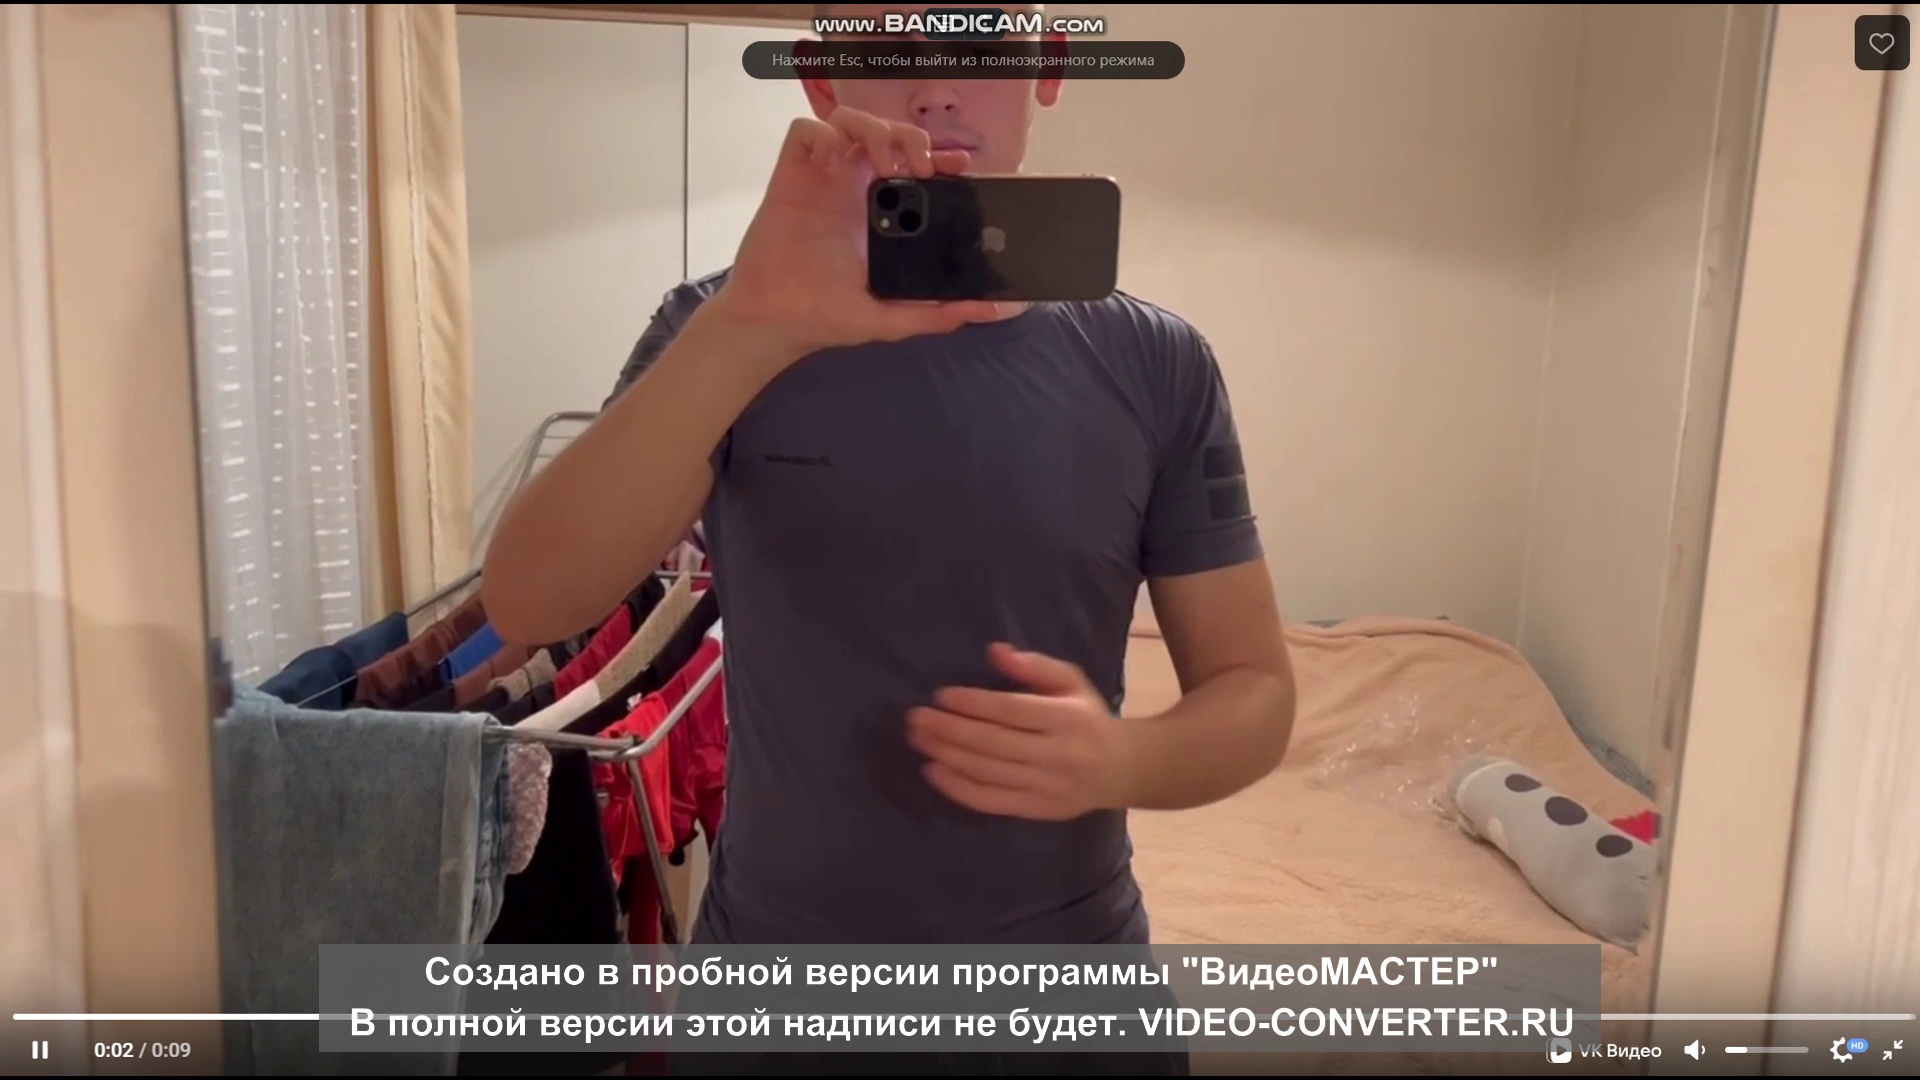 www.BANDICAM.com
Нажмите Esc, чтобы выйти из полноэкранного режима
Создано в пробной версии программы "ВидеоМАСТЕР"
В полной версии этой надписи не будет. VIDEO-CONVERTER.RU
0:02 / 0:09
VK Видео
HD